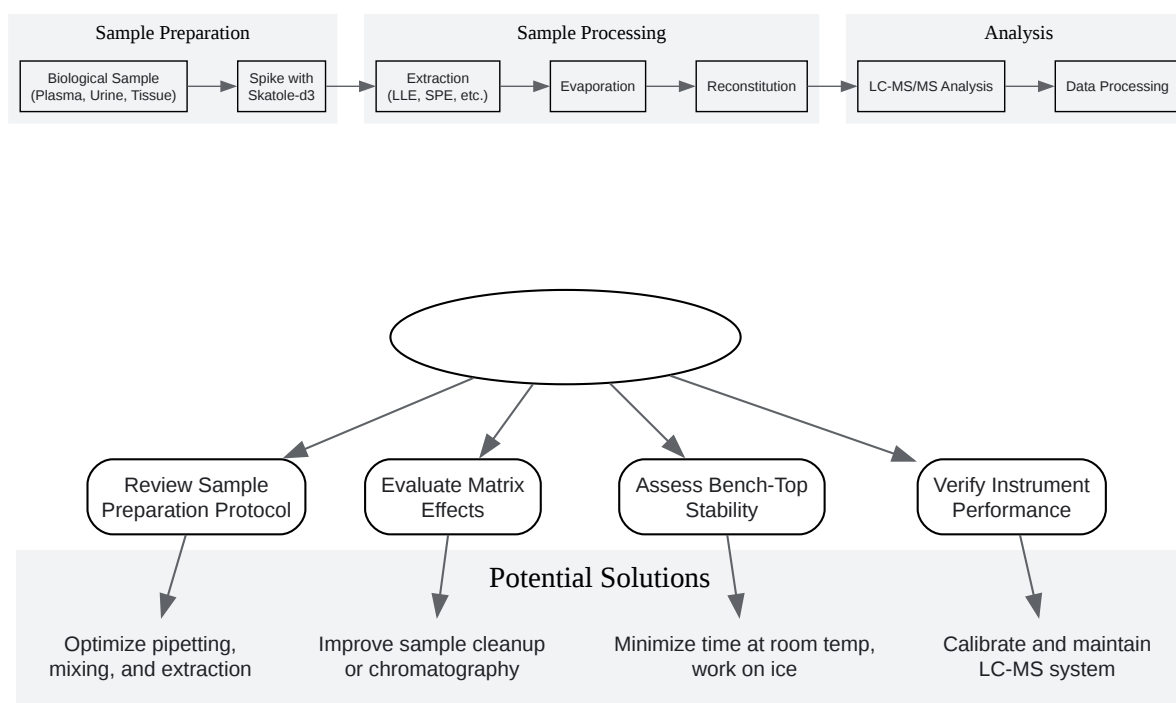 Sample Preparation
Sample Processing
Analysis
Biological Sample
(Plasma, Urine, Tissue)
Spike with
Skatole-d3
Extraction
(LLE, SPE, etc.)
Evaporation
Reconstitution
LC-MS/MS Analysis
Data Processing
Review Sample
Preparation Protocol
Evaluate Matrix
Effects
Assess Bench-Top
Stability
Verify Instrument
Performance
Potential Solutions
Optimize pipetting,
mixing, and extraction
Improve sample cleanup
or chromatography
Minimize time at room temp,
work on ice
Calibrate and maintain
LC-MS system